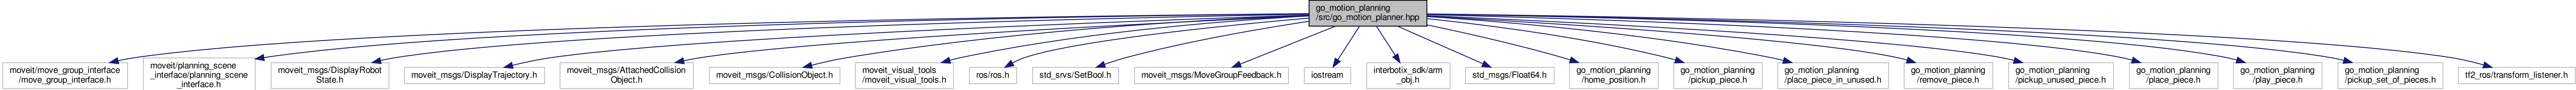 go_motion_planning
/src/go_motion_planner.hpp
moveit/move_group_interface
/move_group_interface.h
moveit/planning_scene
_interface/planning_scene
_interface.h
moveit_msgs/DisplayRobot
State.h
moveit_msgs/DisplayTrajectory.h
moveit_msgs/AttachedCollision
Object.h
moveit_msgs/CollisionObject.h
moveit_visual_tools
/moveit_visual_tools.h
ros/ros.h
std_srvs/SetBool.h
moveit_msgs/MoveGroupFeedback.h
iostream
interbotix_sdk/arm
_obj.h
std_msgs/Float64.h
go_motion_planning
/home_position.h
go_motion_planning
/pickup_piece.h
go_motion_planning
/place_piece_in_unused.h
go_motion_planning
/remove_piece.h
go_motion_planning
/pickup_unused_piece.h
go_motion_planning
/place_piece.h
go_motion_planning
/play_piece.h
go_motion_planning
/pickup_set_of_pieces.h
tf2_ros/transform_listener.h